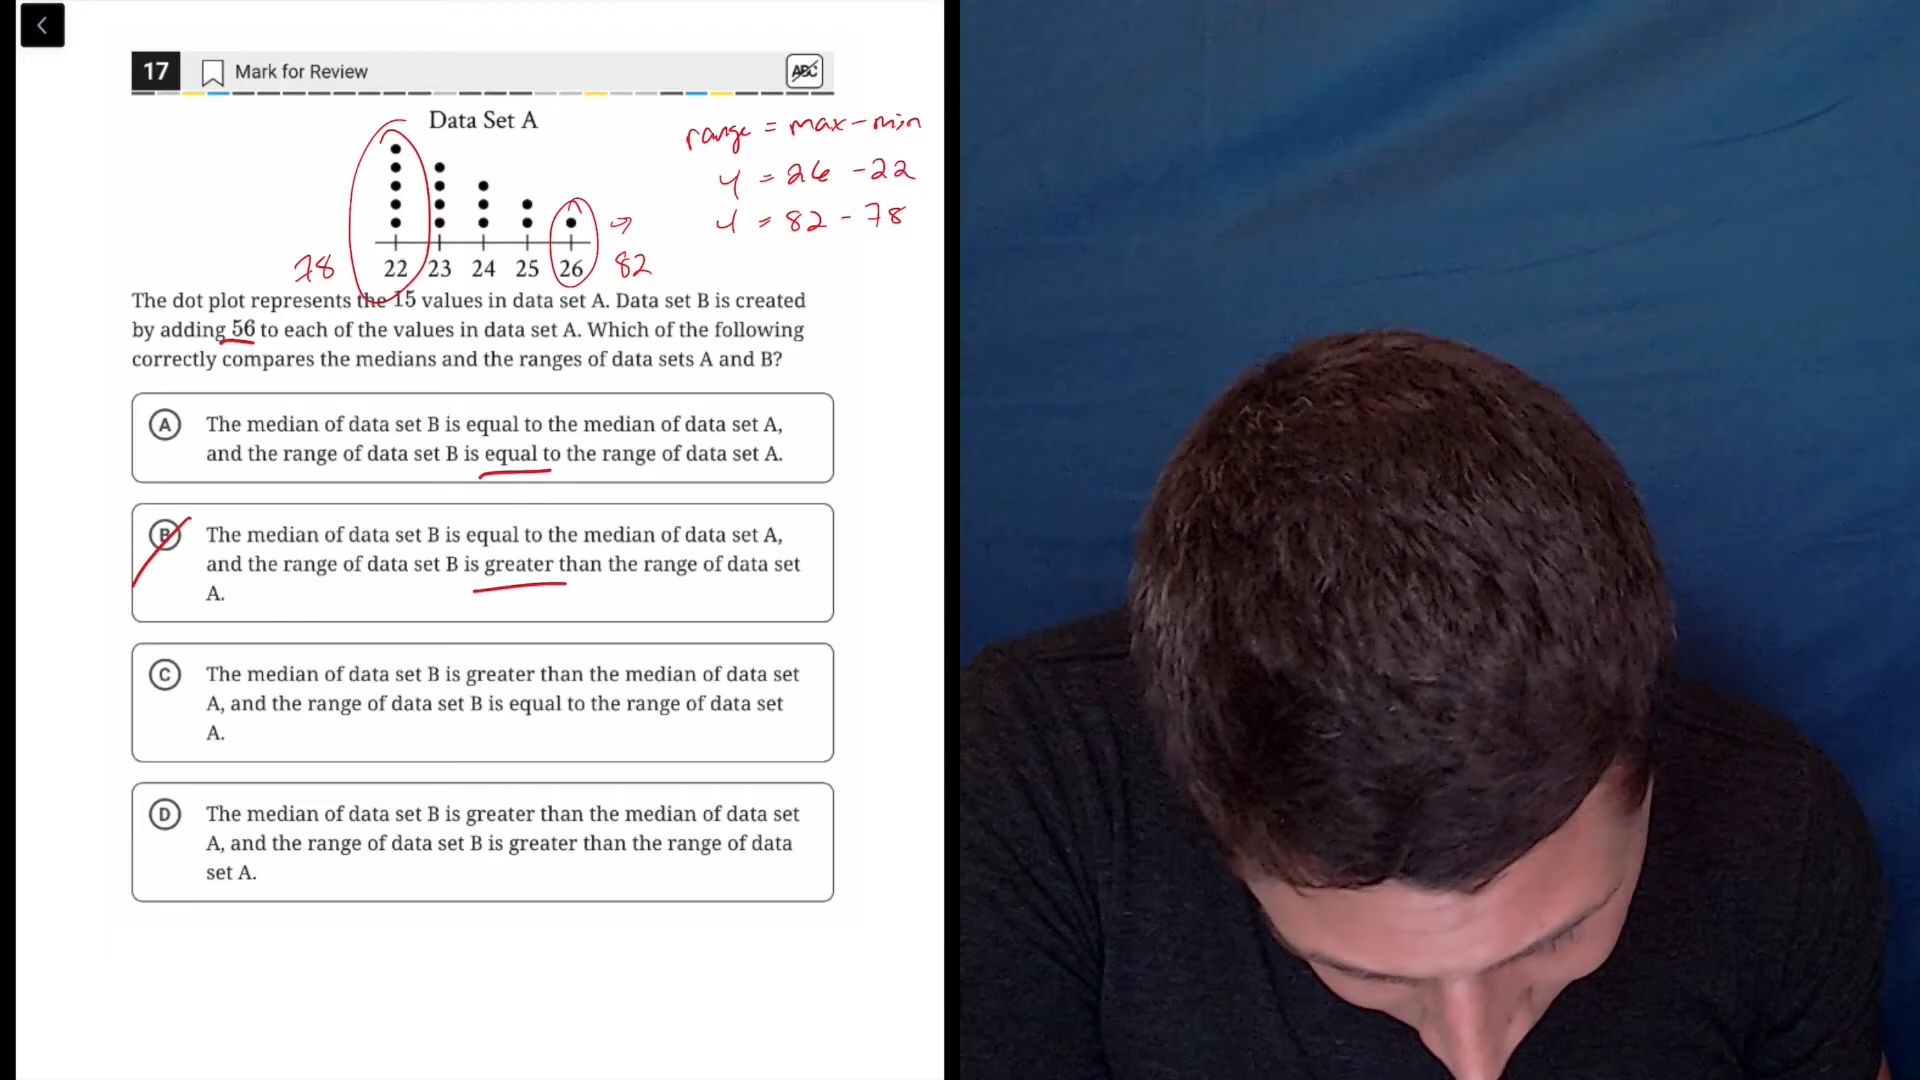 17 Mark for Review ABC
Data Set A
range = max - min
4 = 26 - 22
4 = 82 - 78
78 22 23 24 25 26 82
The dot plot represents the 15 values in data set A. Data set B is created
by adding 56 to each of the values in data set A. Which of the following
correctly compares the medians and the ranges of data sets A and B?
A The median of data set B is equal to the median of data set A,
and the range of data set B is equal to the range of data set A.
B The median of data set B is equal to the median of data set A,
and the range of data set B is greater than the range of data set
A.
C The median of data set B is greater than the median of data set
A, and the range of data set B is equal to the range of data set
A.
D The median of data set B is greater than the median of data set
A, and the range of data set B is greater than the range of data
set A.